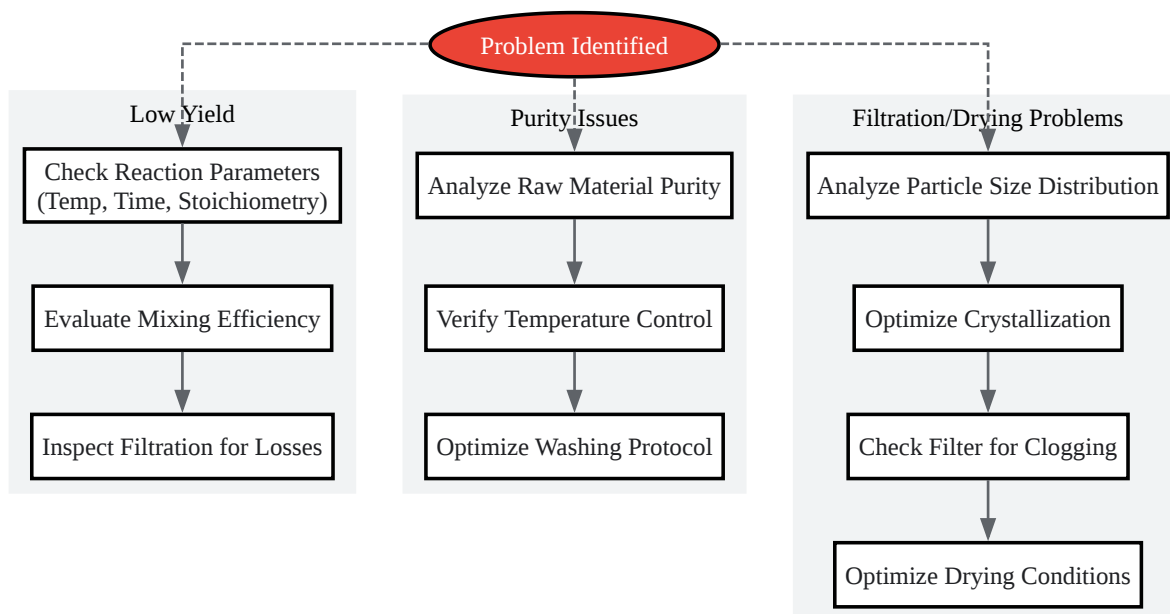 Problem Identified
Low Yield
Check Reaction Parameters
(Temp, Time, Stoichiometry)
Evaluate Mixing Efficiency
Inspect Filtration for Losses
Purity Issues
Analyze Raw Material Purity
Verify Temperature Control
Optimize Washing Protocol
Filtration/Drying Problems
Analyze Particle Size Distribution
Optimize Crystallization
Check Filter for Clogging
Optimize Drying Conditions